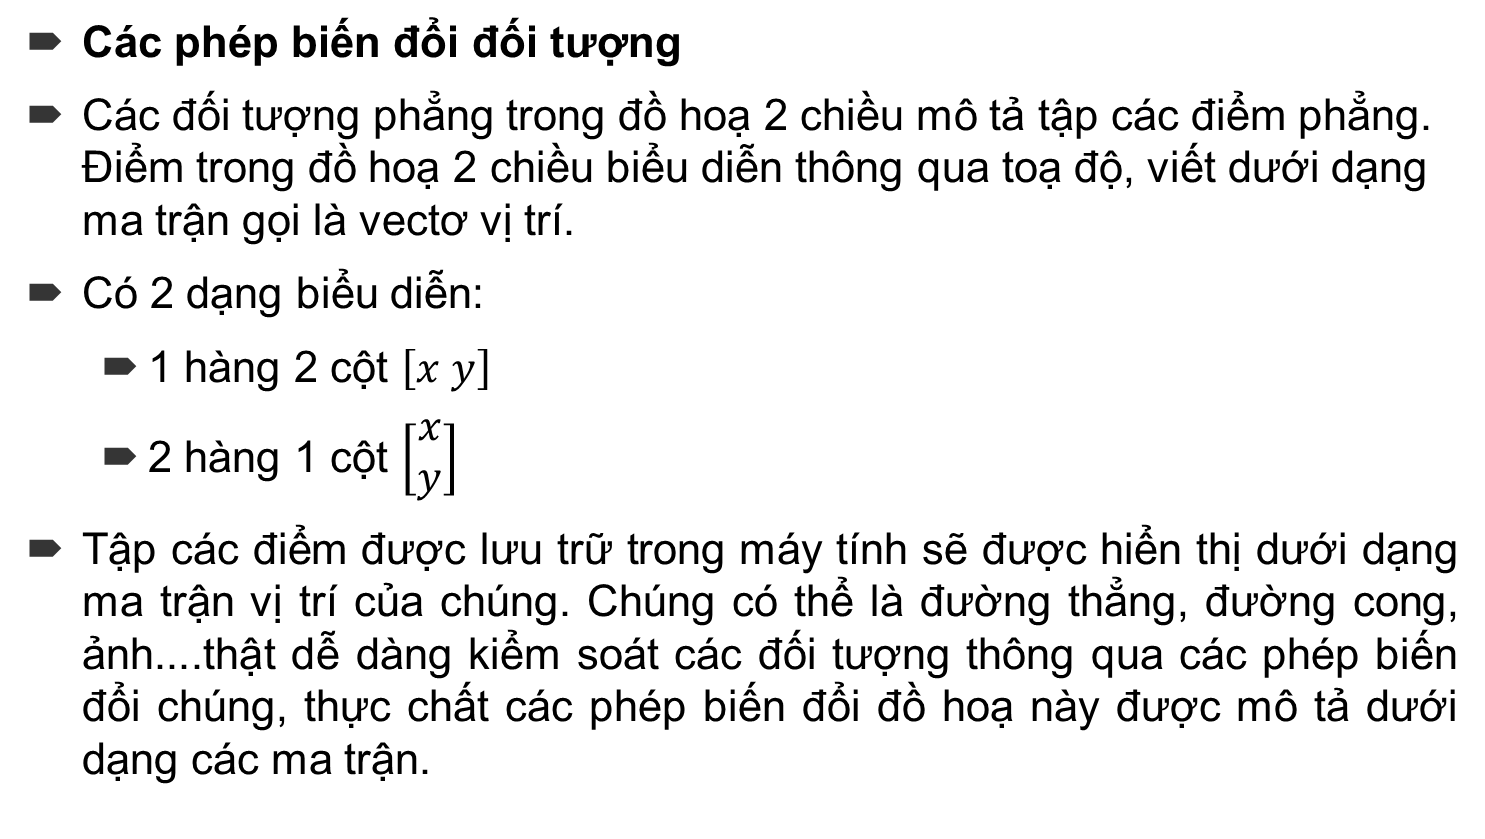 Các phép biến đổi đối tượng
Các đối tượng phẳng trong đồ hoạ 2 chiều mô tả tập các điểm phẳng.
Điểm trong đồ hoạ 2 chiều biểu diễn thông qua toạ độ, viết dưới dạng
ma trận gọi là vectơ vị trí.
Có 2 dạng biểu diễn:
1 hàng 2 cột [x y]
2 hàng 1 cột [x
y]
Tập các điểm được lưu trữ trong máy tính sẽ được hiển thị dưới dạng
ma trận vị trí của chúng. Chúng có thể là đường thẳng, đường cong,
ảnh....thật dễ dàng kiểm soát các đối tượng thông qua các phép biến
đổi chúng, thực chất các phép biến đổi đồ hoạ này được mô tả dưới
dạng các ma trận.